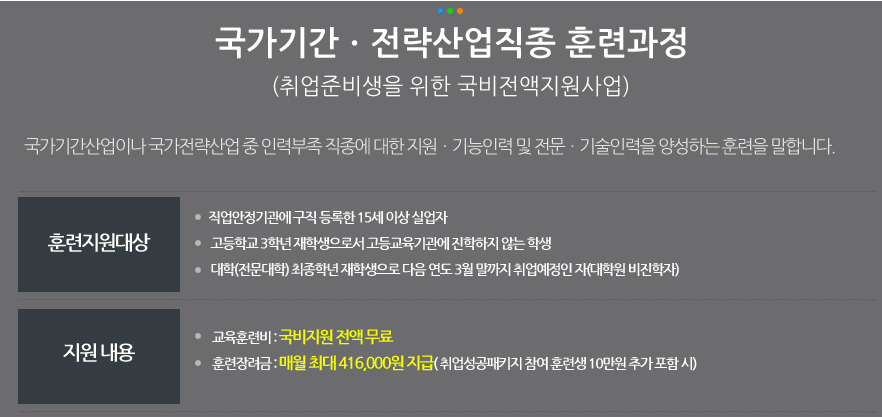 국가기간 · 전략산업직종 훈련과정
(취업준비생을 위한 국비전액지원사업)
국가기간산업이나 국가전략산업 중 인력부족 직종에 대한 지원 · 기능인력 및 전문 · 기술인력을 양성하는 훈련을 말합니다.
훈련지원대상
• 직업안정기관에 구직 등록한 15세 이상 실업자
• 고등학교 3학년 재학생으로서 고등교육기관에 진학하지 않는 학생
• 대학(전문대학) 최종학년 재학생으로 다음 연도 3월 말까지 취업예정인 자(대학원 비진학자)
지원 내용
• 교육훈련비 : 국비지원 전액 무료
• 훈련장려금 : 매월 최대 416,000원 지급( 취업성공패키지 참여 훈련생 10만원 추가 포함 시)